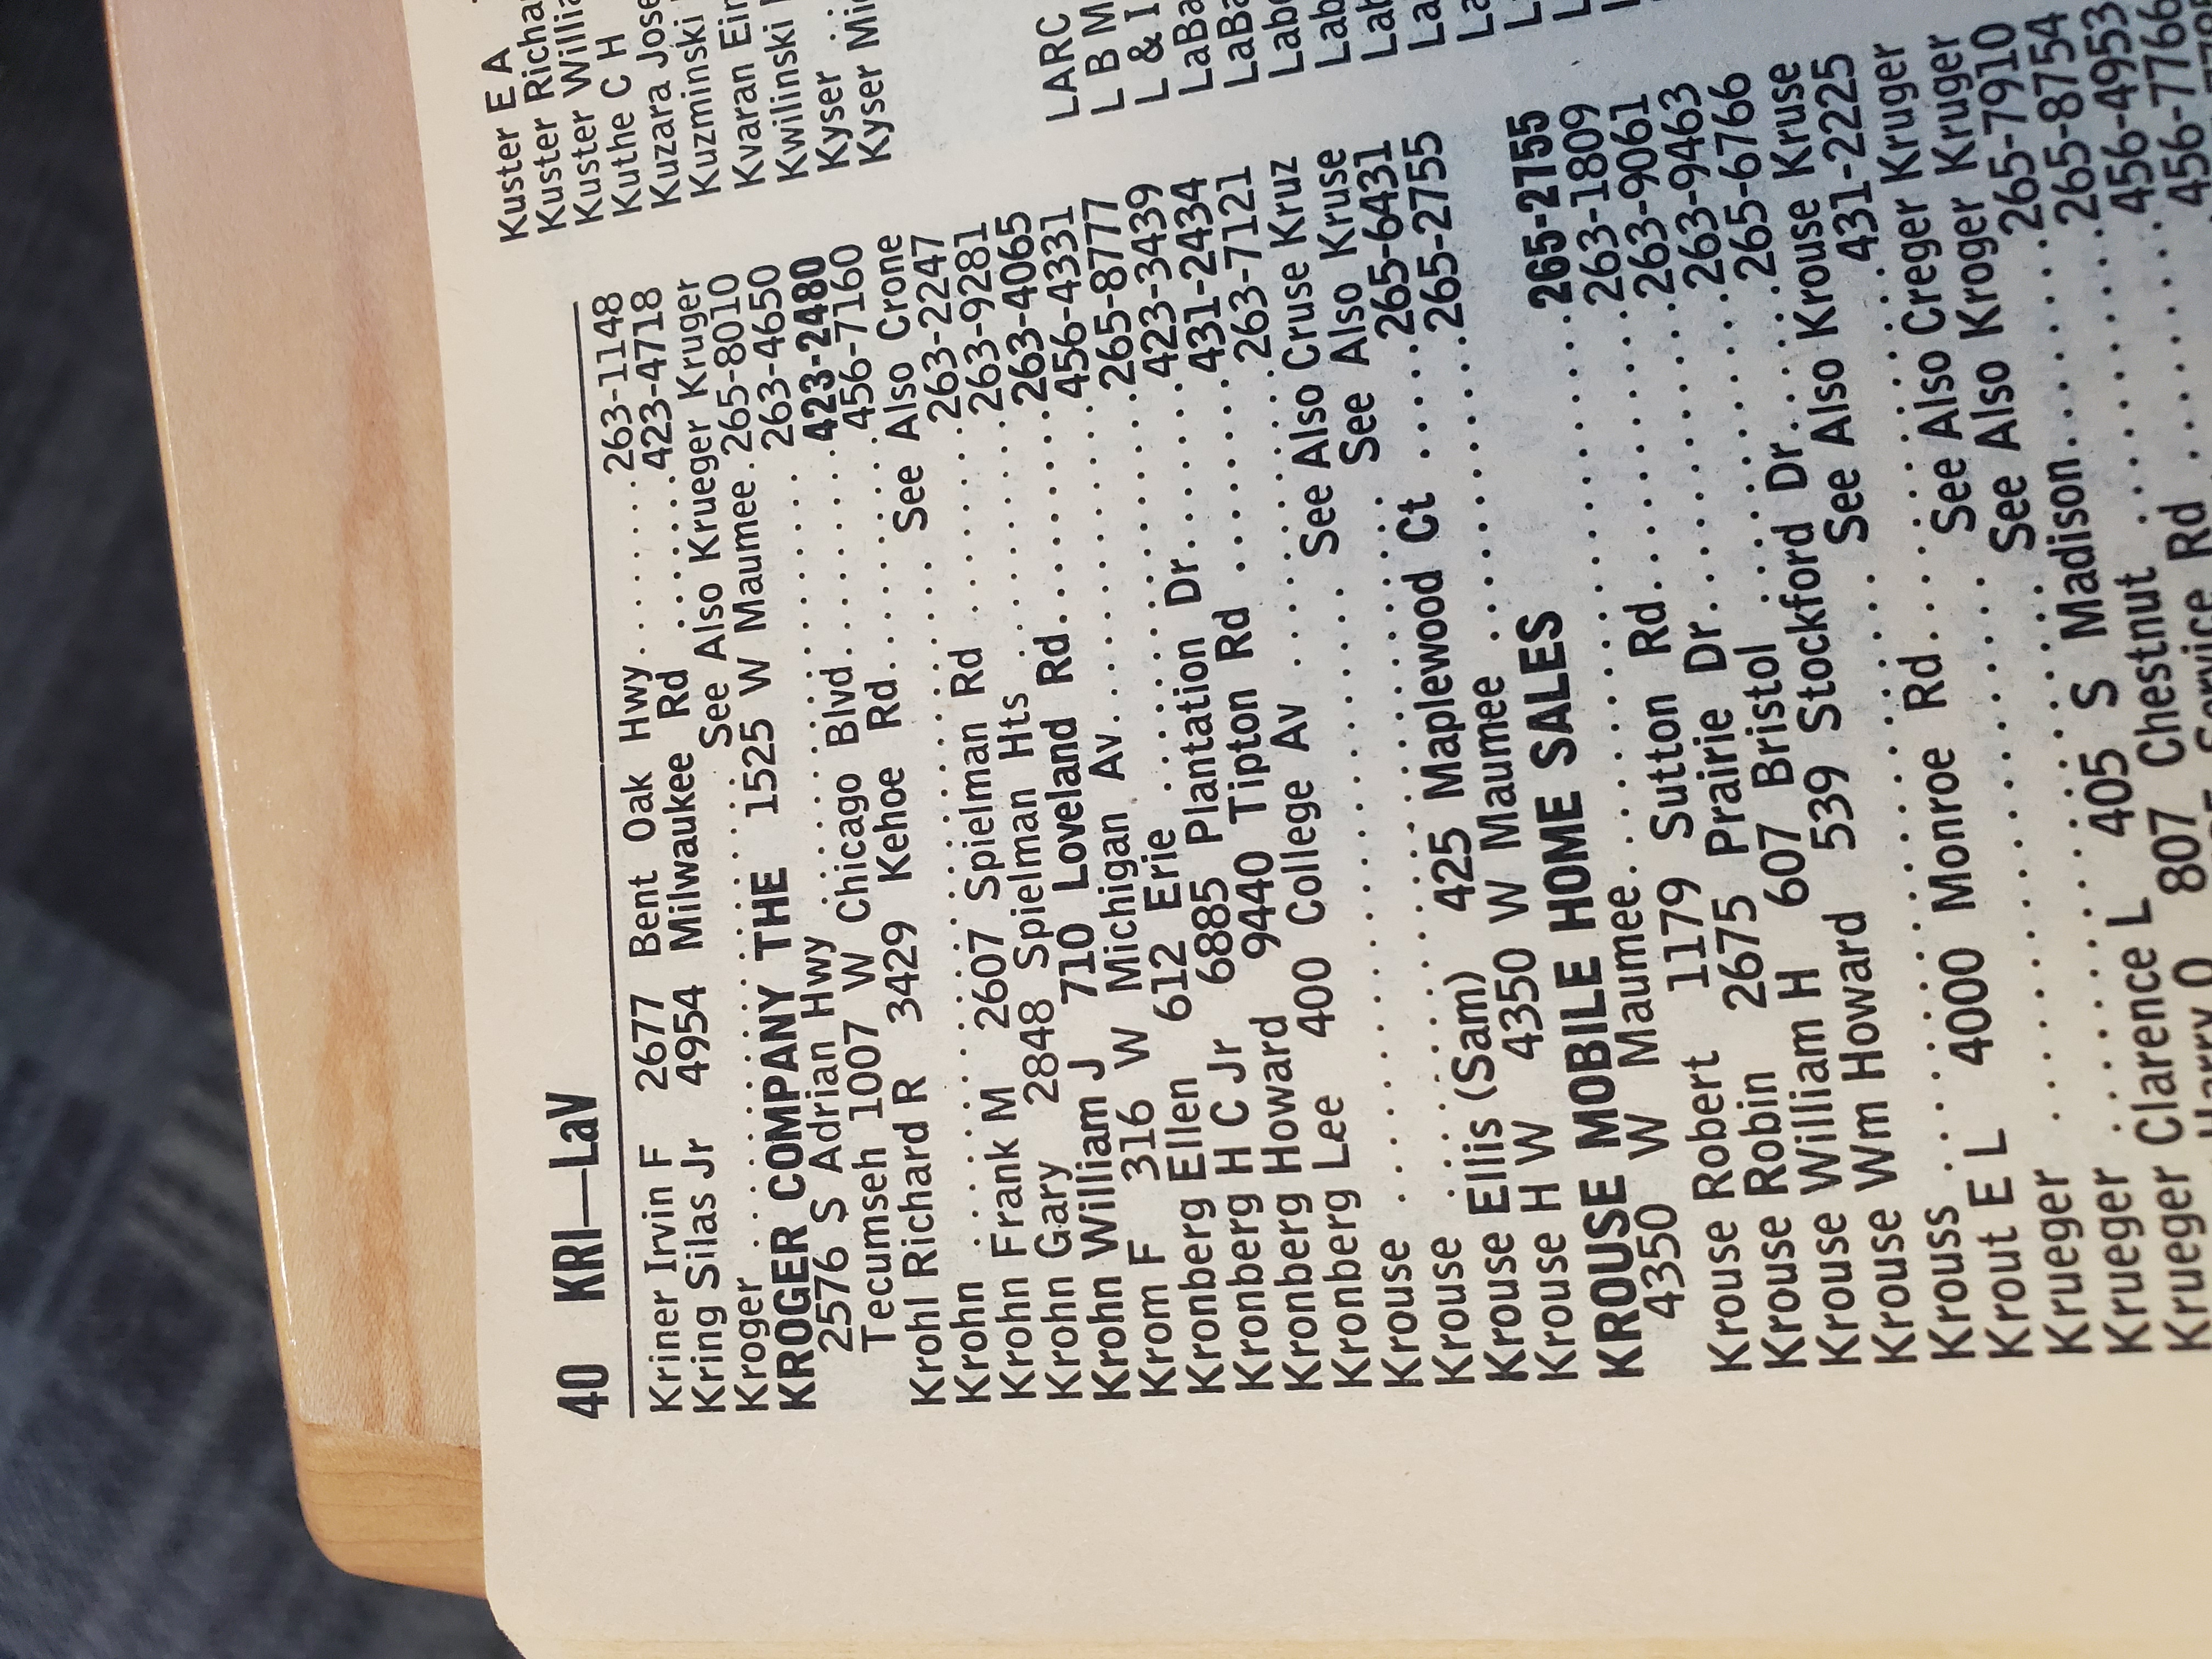 40 KRI—LaV
Kriner Irvin F 2677 Bent Oak Hwy.......263-1148
Kring Silas Jr 4954 Milwaukee Rd ......423-4718
Kroger ........ See Also Krueger Kruger
KROGER COMPANY THE 1525 W Maumee.265-8010
2576 S Adrian Hwy ........ 263-4650
Tecumseh 1007 W Chicago Blvd........423-2480
Krohl Richard R 3429 Kehoe Rd........456-7160
Krohn ........ See Also Crone
Krohn Frank M 2607 Spielman Rd ........263-2247
Krohn Gary 2848 Spielman Hts........263-9281
Krohn William J 710 Loveland Rd........263-4065
Krom F 316 W Michigan Av........456-4331
Kronberg Ellen 612 Erie ........265-8777
Kronberg H C Jr 6885 Plantation Dr.......423-3439
Kronberg Howard 9440 Tipton Rd ......431-2434
Kronberg Lee 400 College Av ........263-7121
Krouse ........ See Also Cruse Kruz
Krouse ........ See Also Kruse
Krouse Ellis (Sam) 425 Maplewood Ct ....265-6431
Krouse H W 4350 W Maumee ........265-2755
KROUSE MOBILE HOME SALES
4350 W Maumee........265-2755
Krouse Robert 1179 Sutton Rd........263-1809
Krouse Robin 2675 Prairie Dr........263-9061
Krouse William H 607 Bristol ........263-9463
Krouse Wm Howard 539 Stockford Dr....265-6766
Krouss ........ See Also Krouse Kruse
Krout E L 4000 Monroe Rd........431-2225
Krueger ........ See Also Creger Kruger
Krueger ........ See Also Kroger Kruger
Krueger Clarence L 405 S Madison........265-7910
Krueger Harry O 807 Chestnut ........265-8754
Service Rd
456-4953
456-7766
Kuster E A
Kuster
Kuster
Kuthe C H
Kuzara
Kuzminski
Kvaran
Kwilinski
Kyser
Kyser
LARC
L B M
L & I